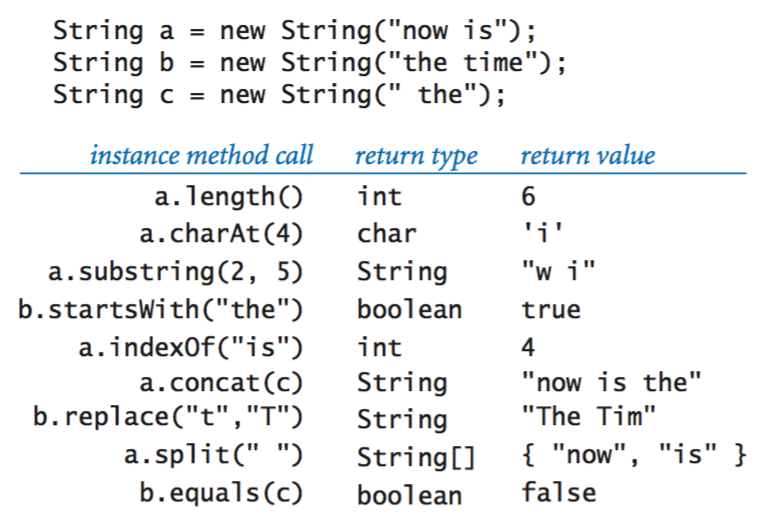 String a = new String("now is");
String b = new String("the time");
String c = new String(" the");
instance method call return type return value
a.length() int 6
a.charAt(4) char 'i'
a.substring(2, 5) String "w i"
b.startsWith("the") boolean true
a.indexOf("is") int 4
a.concat(c) String "now is the"
b.replace("t","T") String "The Tim"
a.split(" ") String[] { "now", "is" }
b.equals(c) boolean false